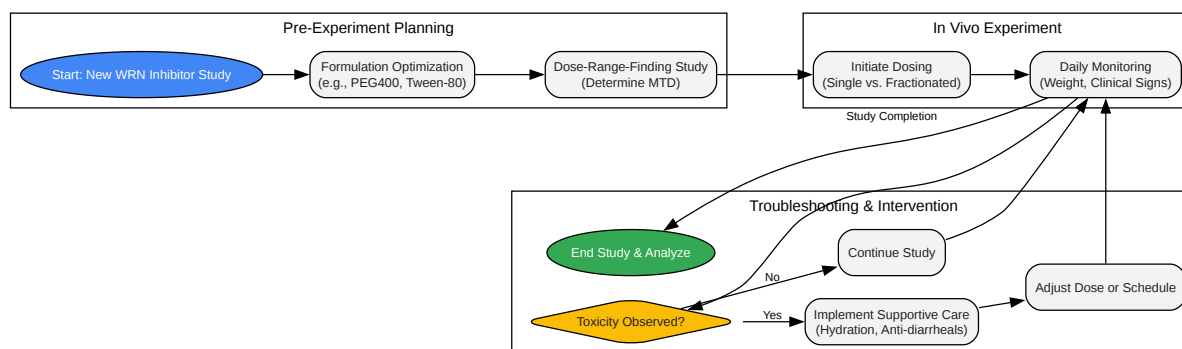 Pre-Experiment Planning
Start: New WRN Inhibitor Study
Formulation Optimization
(e.g., PEG400, Tween-80)
Dose-Range-Finding Study
(Determine MTD)
In Vivo Experiment
Initiate Dosing
(Single vs. Fractionated)
Daily Monitoring
(Weight, Clinical Signs)
Study Completion
Troubleshooting & Intervention
End Study & Analyze
Continue Study
No
Toxicity Observed?
Yes
Implement Supportive Care
(Hydration, Anti-diarrheals)
Adjust Dose or Schedule